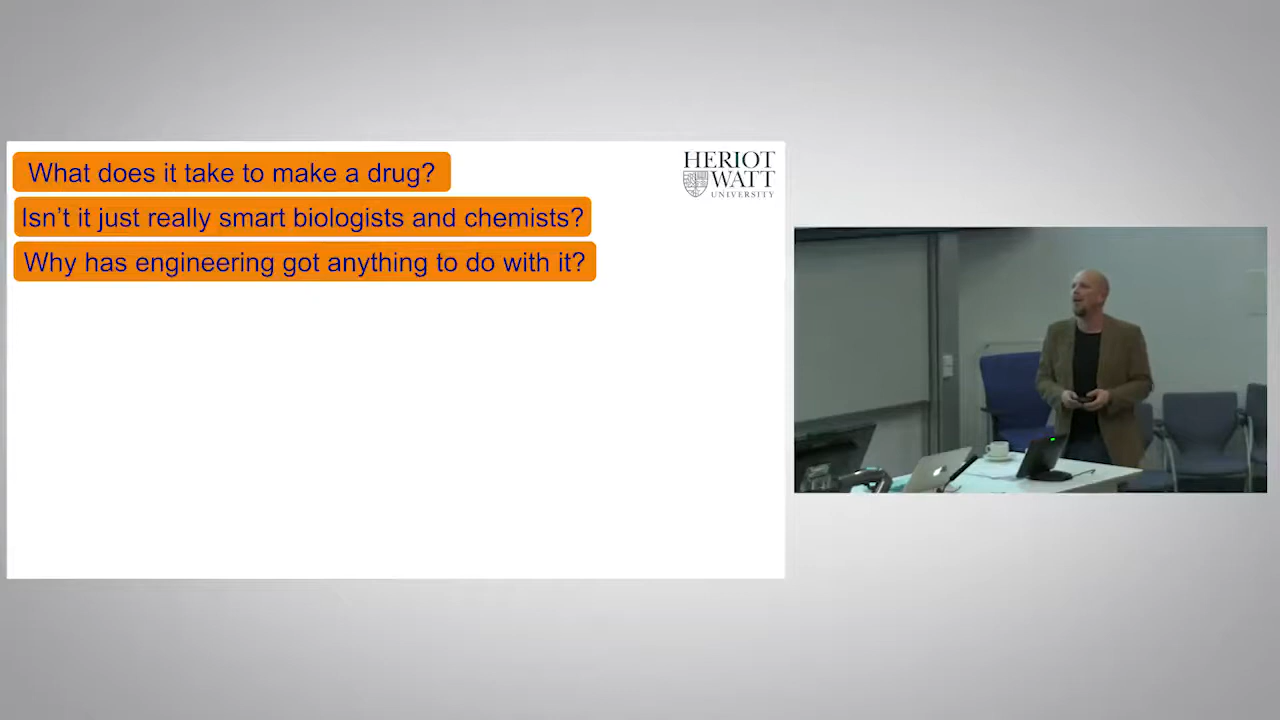 What does it take to make a drug?
Isn't it just really smart biologists and chemists?
Why has engineering got anything to do with it?
HERIOT
WATT
UNIVERSITY